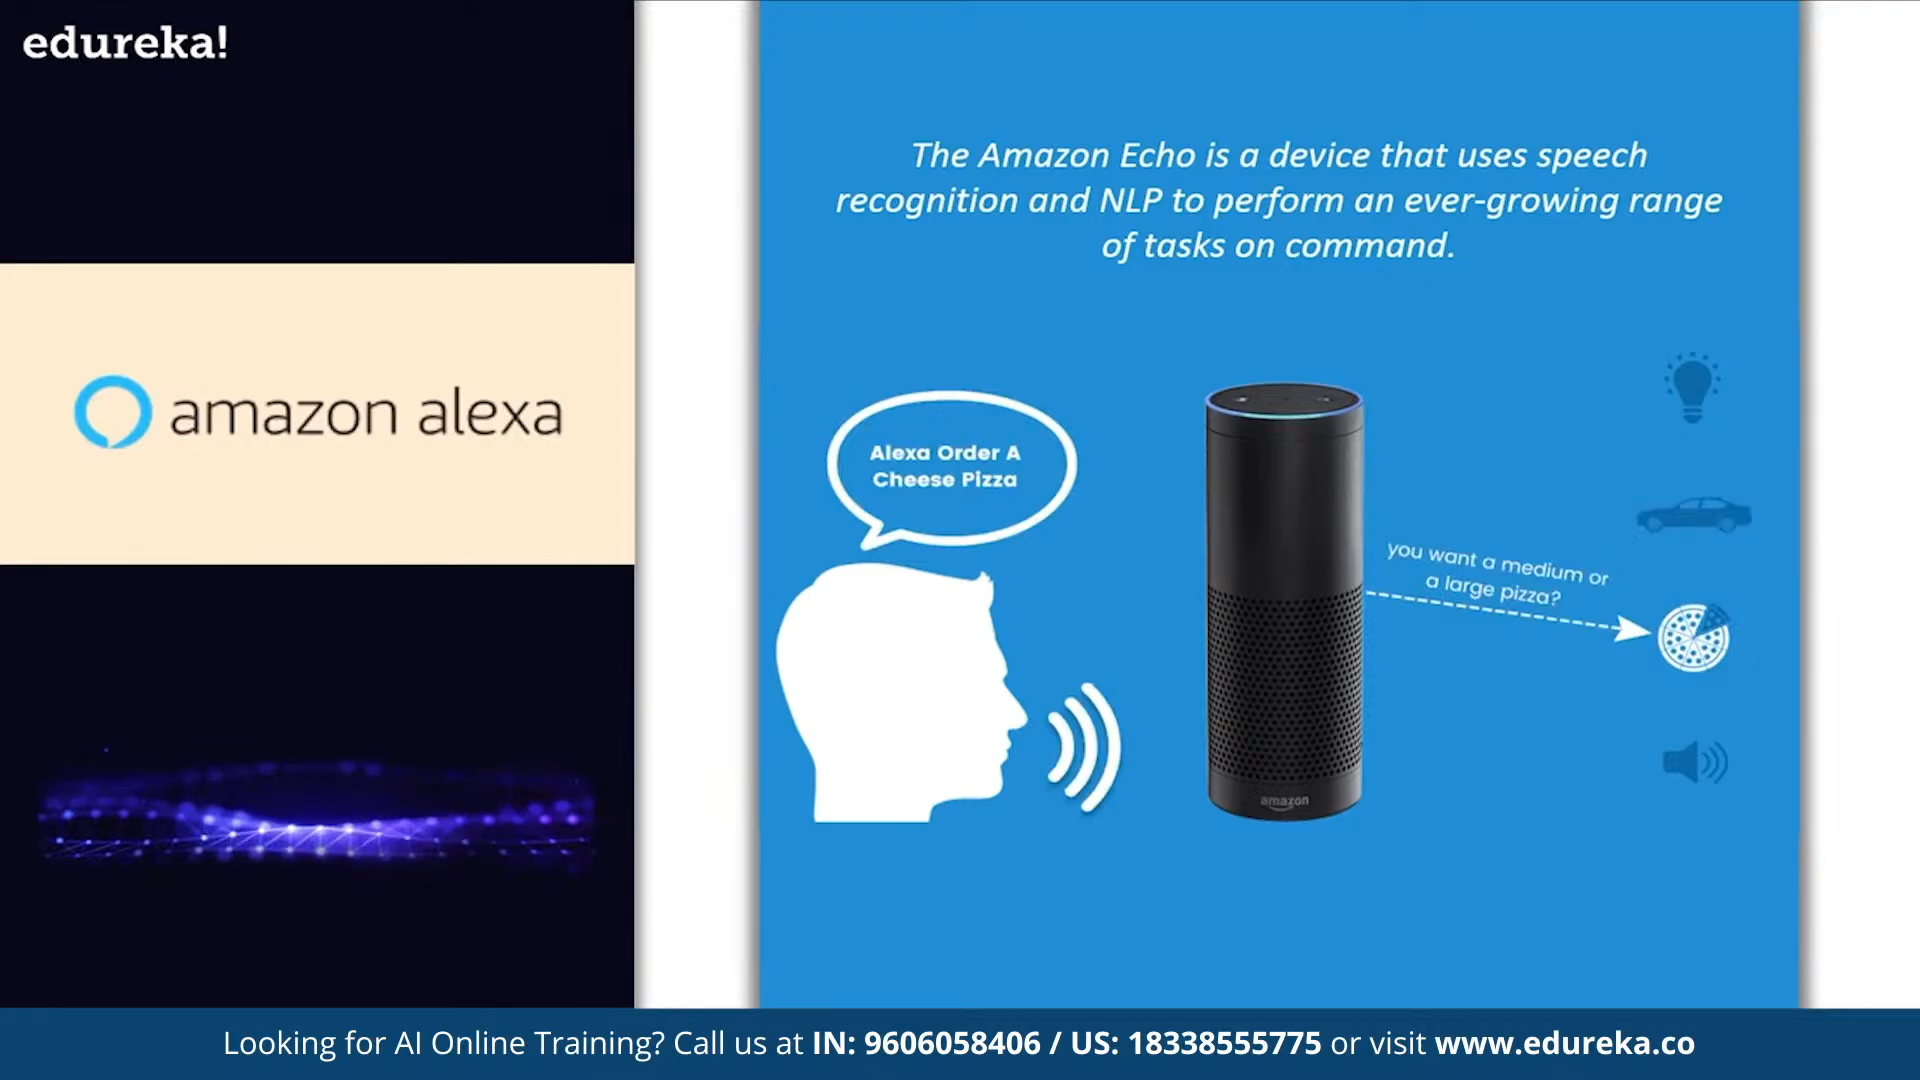 edureka!
The Amazon Echo is a device that uses speech
recognition and NLP to perform an ever-growing range
of tasks on command.
amazon alexa
Alexa Order A
Cheese Pizza
you want a medium or
a large pizza?
amazon
Looking for AI Online Training? Call us at IN: 9606058406 / US: 18338555775 or visit www.edureka.co